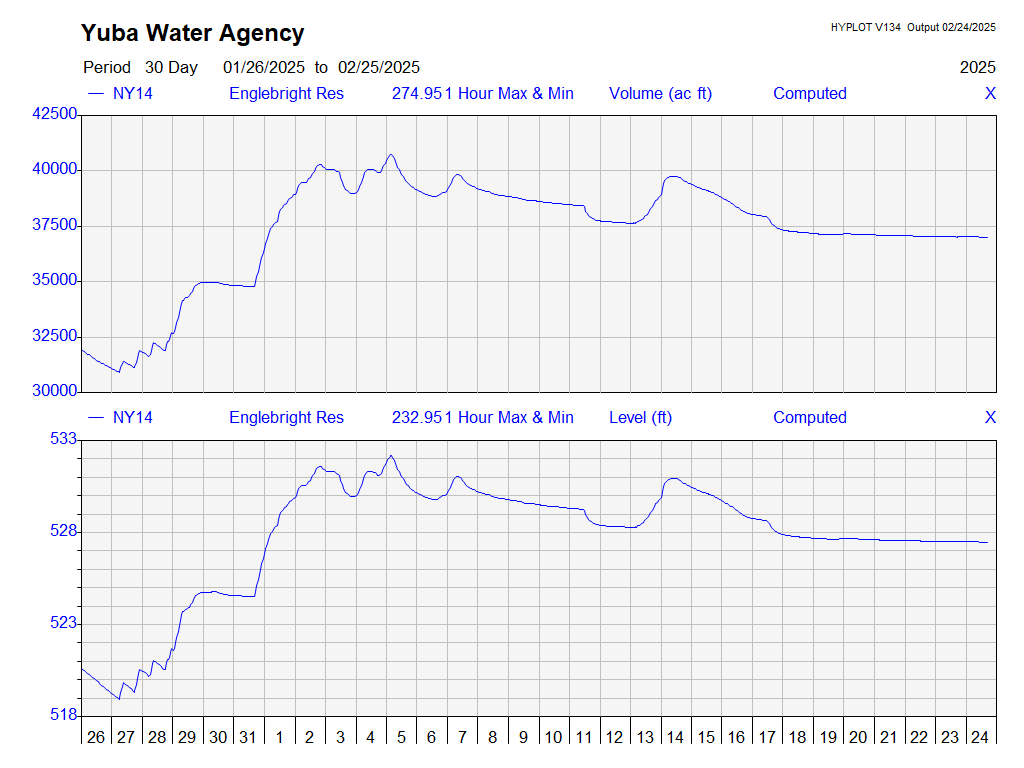 Yuba Water Agency
HYPLOT V134 Output 02/24/2025
Period 30 Day 01/26/2025 to 02/25/2025 2025
NY14 Englebright Res 274.951 Hour Max & Min Volume (ac ft) Computed X
42500
40000
37500
35000
32500
30000
NY14 Englebright Res 232.951 Hour Max & Min Level (ft) Computed X
533
528
523
518
26 27 28 29 30 31 1 2 3 4 5 6 7 8 9 10 11 12 13 14 15 16 17 18 19 20 21 22 23 24